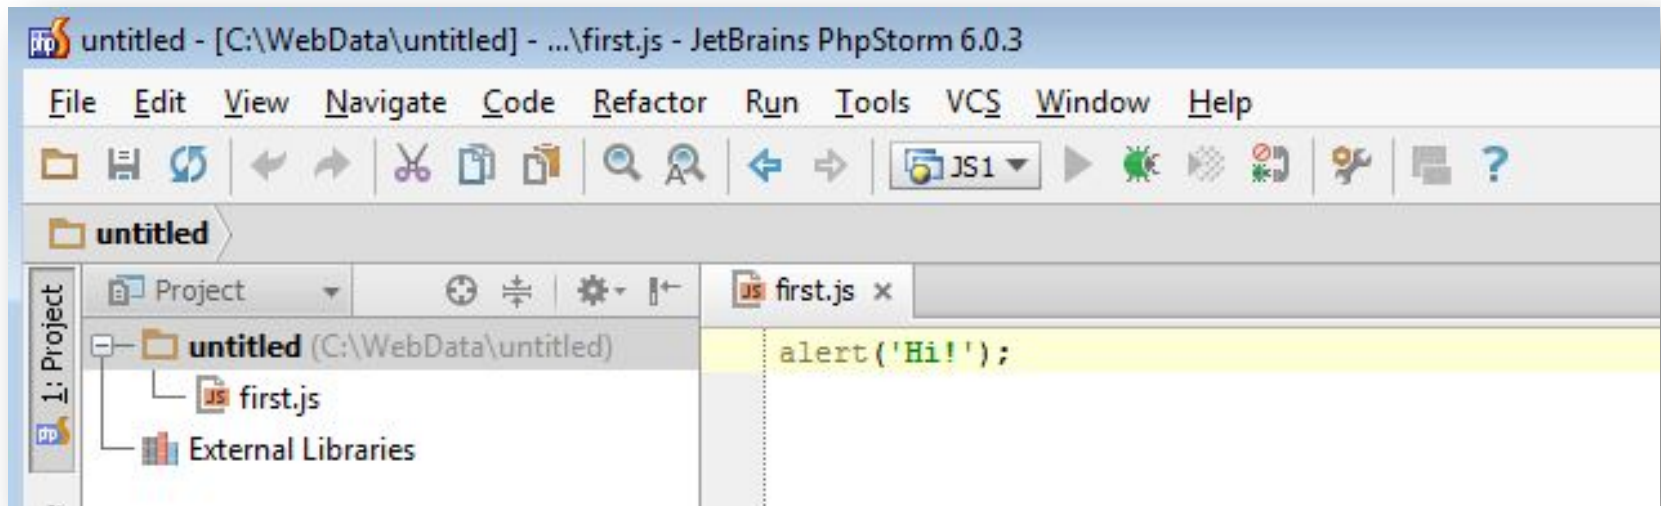 untitled - [C:\WebData\untitled] - ...\first.js - JetBrains PhpStorm 6.0.3
File Edit View Navigate Code Refactor Run Tools VCS Window Help
JS1 ?
untitled
1: Project
Project
first.js
untitled (C:\WebData\untitled)
first.js
External Libraries
alert('Hi!');